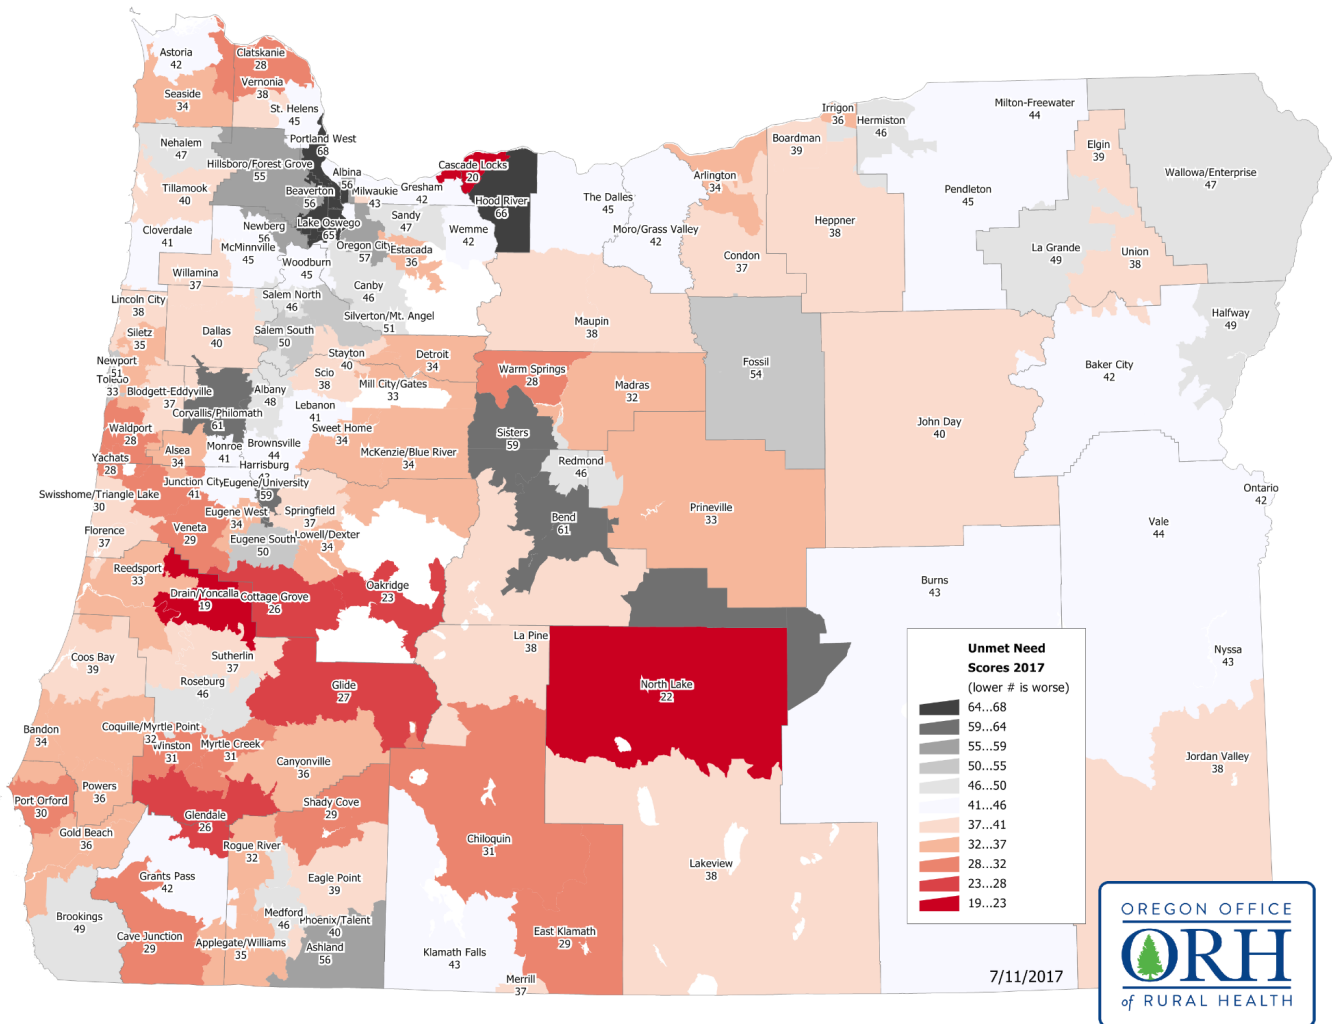 Astoria
42
Clatskanie
28
Vernonia
38
Seaside
34
St. Helens
45
Portland West
68
Nehalem
47
Hillsboro/Forest Grove
55
Albina
56
Beaverton
56
Milwaukie
43
Gresham
42
Cascade Locks
20
Hood River
66
Tillamook
40
Lake Oswego
65
Sandy
47
Wemme
42
The Dalles
45
Moro/Grass Valley
42
Arlington
34
Irrigon
36
Boardman
39
Hermiston
46
Milton-Freewater
44
Elgin
39
Wallowa/Enterprise
47
Pendleton
45
Heppner
38
Condon
37
La Grande
49
Union
38
Cloverdale
41
Newberg
56
McMinnville
45
Oregon City
57
Estacada
36
Woodburn
45
Willamina
37
Canby
46
Lincoln City
38
Salem North
46
Silverton/Mt. Angel
51
Siletz
35
Dallas
40
Salem South
50
Maupin
38
Halfway
49
Newport
51
Toledo
33
Stayton
40
Detroit
34
Scio
38
Mill City/Gates
33
Warm Springs
28
Madras
32
Fossil
54
Baker City
42
Blodgett-Eddyville
37
Albany
48
Corvallis/Philomath
61
Lebanon
41
Sweet Home
34
Waldport
28
Sisters
59
John Day
40
Alsea
34
Monroe
41
Brownsville
44
McKenzie/Blue River
34
Yachats
28
Harrisburg
42
Redmond
46
Junction City
41
Eugene/University
59
Swisshome/Triangle Lake
30
Ontario
42
Eugene West
34
Springfield
37
Bend
61
Prineville
33
Vale
44
Florence
37
Veneta
29
Eugene South
50
Lowell/Dexter
34
Reedsport
33
Drain/Yoncalla
19
Cottage Grove
26
Oakridge
23
Burns
43
La Pine
38
Sutherlin
37
Coos Bay
39
Roseburg
46
Glide
27
North Lake
22
Nyssa
43
Unmet Need
Scores 2017
(lower # is worse)
64...68
59...64
55...59
50...55
46...50
41...46
37...41
32...37
28...32
23...28
19...23
Bandon
34
Coquille/Myrtle Point
32
Winston
31
Myrtle Creek
31
Canyonville
36
Jordan Valley
38
Port Orford
30
Powers
36
Shady Cove
29
Glendale
26
Gold Beach
36
Rogue River
32
Chiloquin
31
Lakeview
38
Grants Pass
42
Eagle Point
39
Brookings
49
Medford
46
Phoenix/Talent
40
Cave Junction
29
Applegate/Williams
35
Ashland
56
East Klamath
29
Klamath Falls
43
Merrill
37
7/11/2017
OREGON OFFICE
ORH
of RURAL HEALTH